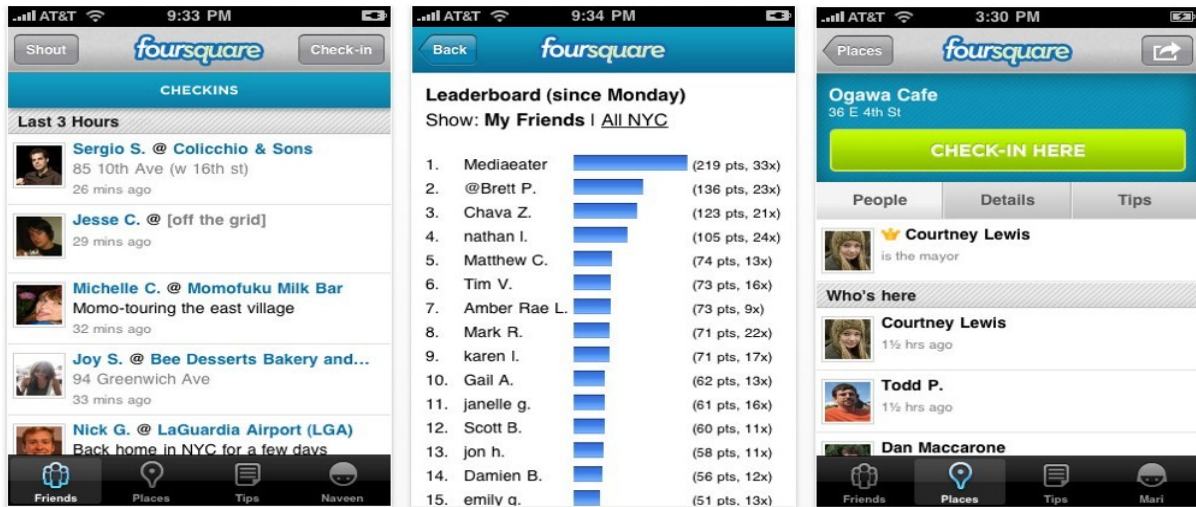 AT&T 9:33 PM
Shout foursquare Check-in
CHECKINS
Last 3 Hours
Sergio S. @ Colicchio & Sons
85 10th Ave (w 16th st)
26 mins ago
Jesse C. @ [off the grid]
29 mins ago
Michelle C. @ Momofuku Milk Bar
Momo-touring the east village
32 mins ago
Joy S. @ Bee Desserts Bakery and...
94 Greenwich Ave
33 mins ago
Nick G. @ LaGuardia Airport (LGA)
Back home in NYC for a few days
Friends Places Tips Naveen
AT&T 9:34 PM
Back foursquare
Leaderboard (since Monday)
Show: My Friends | All NYC
1. Mediaeater (219 pts, 33x)
2. @Brett P. (136 pts, 23x)
3. Chava Z. (123 pts, 21x)
4. nathan l. (105 pts, 24x)
5. Matthew C. (74 pts, 13x)
6. Tim V. (73 pts, 16x)
7. Amber Rae L. (73 pts, 9x)
8. Mark R. (71 pts, 22x)
9. karen l. (71 pts, 17x)
10. Gail A. (62 pts, 13x)
11. janelle g. (61 pts, 16x)
12. Scott B. (60 pts, 11x)
13. jon h. (58 pts, 11x)
14. Damien B. (56 pts, 12x)
15. emily g. (51 pts, 13x)
AT&T 3:30 PM
Places foursquare
Ogawa Cafe
36 E 4th St
CHECK-IN HERE
People Details Tips
Courtney Lewis
is the mayor
Who's here
Courtney Lewis
1½ hrs ago
Todd P.
1½ hrs ago
Dan Maccarone
Friends Places Tips Mari